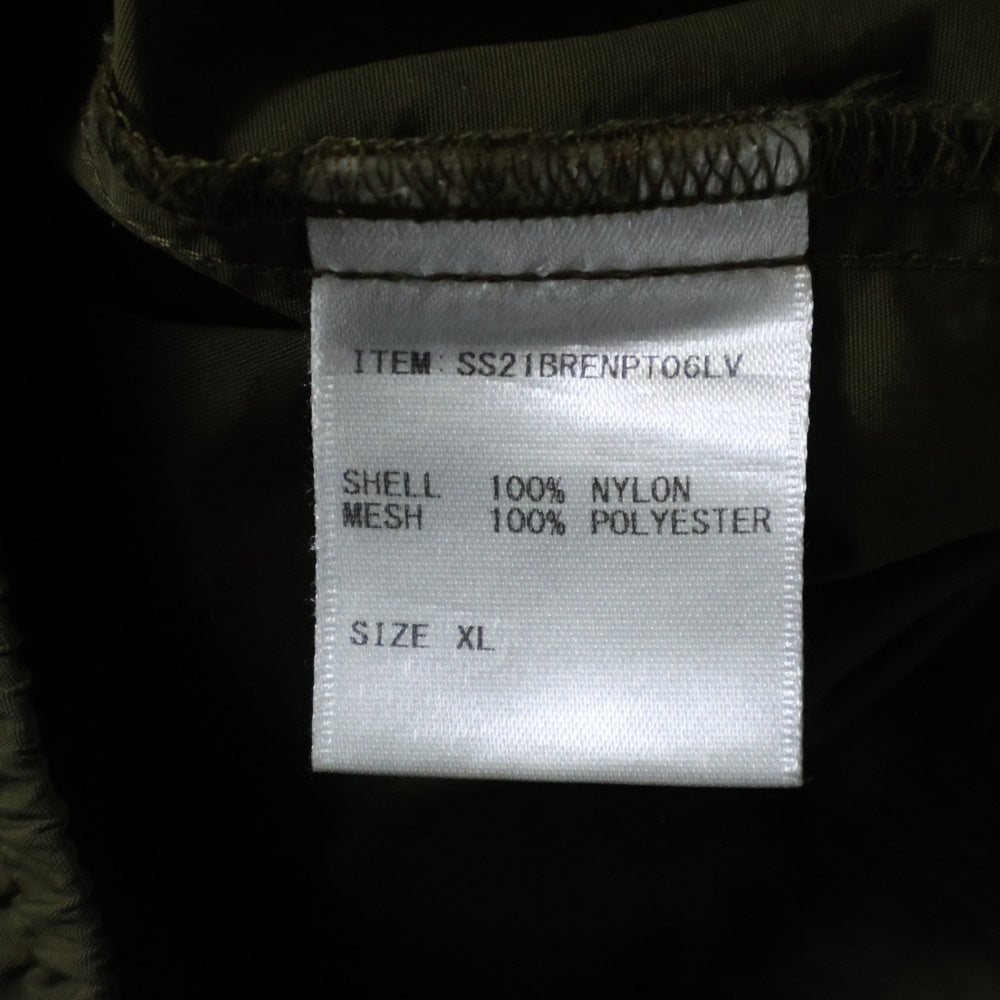 ITEM: SS21BRENPT06LV
SHELL 100% NYLON
MESH 100% POLYESTER
SIZE XL